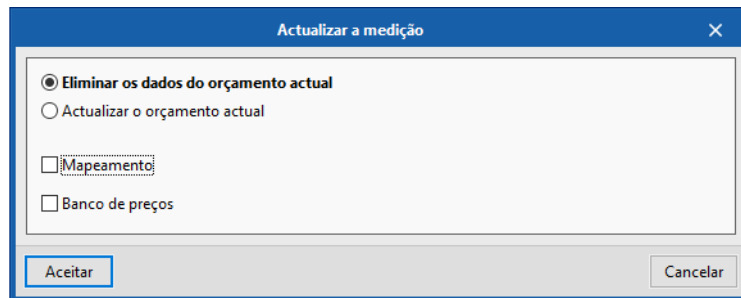 Actualizar a medição
Eliminar os dados do orçamento actual
Actualizar o orçamento actual
Mapeamento
Banco de preços
Aceitar
Cancelar